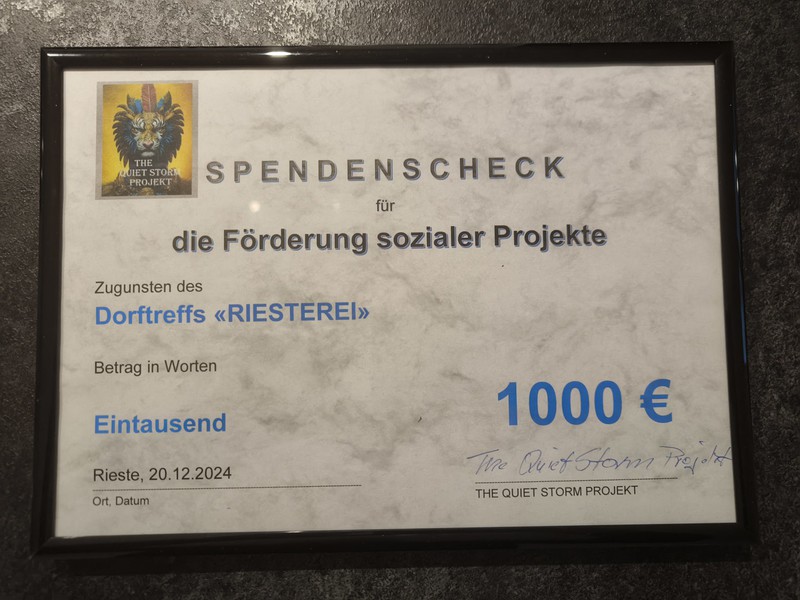 THE
QUIET STORM
PROJEKT
SPENDENSCHECK
für
die Förderung sozialer Projekte
Zugunsten des
Dorftreffs «RIESTEREI»
Betrag in Worten
1000 €
Eintausend
The Quiet Storm Projekt
Rieste, 20.12.2024
THE QUIET STORM PROJEKT
Ort, Datum